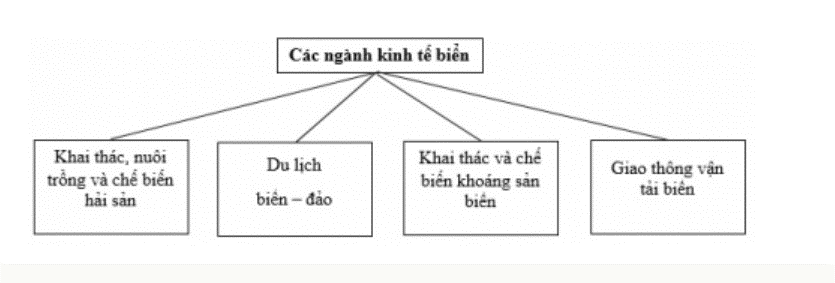 Các ngành kinh tế biển
Khai thác, nuôi
trồng và chế biến
hải sản
Du lịch
biển – đảo
Khai thác và chế
biến khoáng sản
biển
Giao thông vận
tải biển